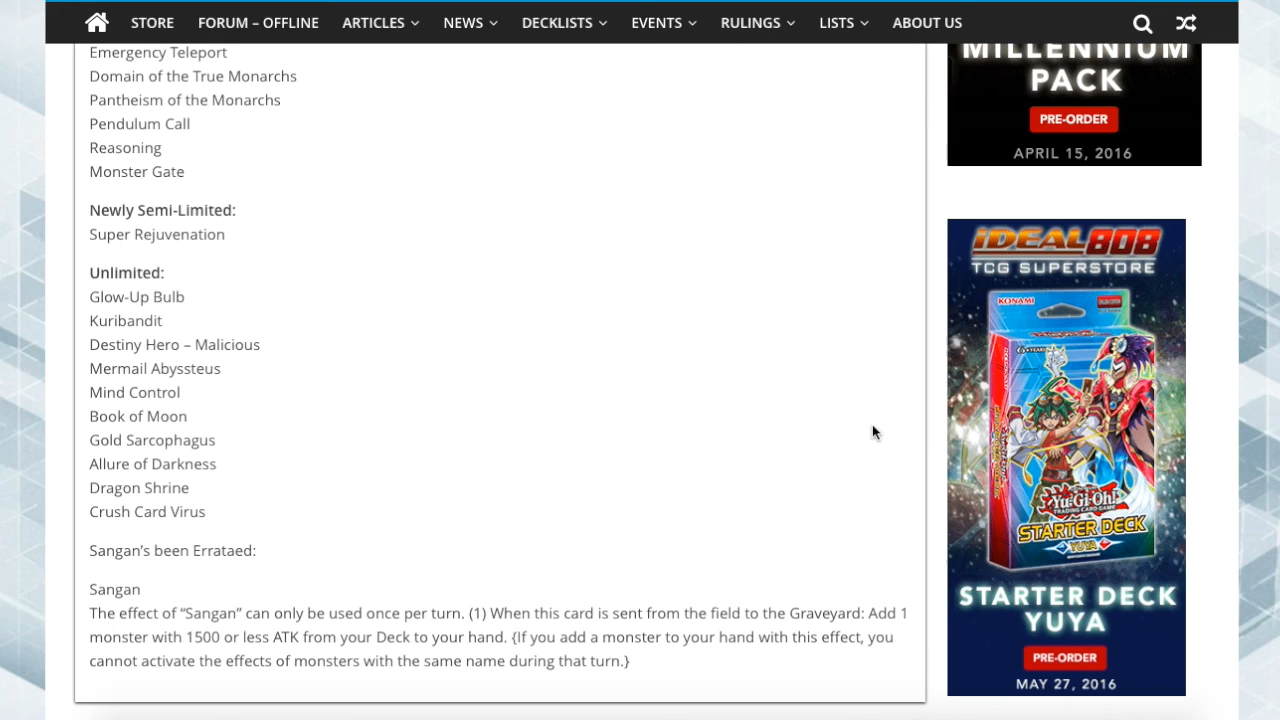 STORE FORUM – OFFLINE ARTICLES NEWS DECKLISTS EVENTS RULINGS LISTS ABOUT US
Emergency Teleport
Domain of the True Monarchs
Pantheism of the Monarchs
Pendulum Call
Reasoning
Monster Gate
Newly Semi-Limited:
Super Rejuvenation
Unlimited:
Glow-Up Bulb
Kuribandit
Destiny Hero – Malicious
Mermail Abyssteus
Mind Control
Book of Moon
Gold Sarcophagus
Allure of Darkness
Dragon Shrine
Crush Card Virus
Sangan’s been Errataed:
Sangan
The effect of “Sangan” can only be used once per turn. (1) When this card is sent from the field to the Graveyard: Add 1
monster with 1500 or less ATK from your Deck to your hand. {If you add a monster to your hand with this effect, you
cannot activate the effects of monsters with the same name during that turn.}
MILLENNIUM
PACK
PRE-ORDER
APRIL 15, 2016
iDEAL808
TCG SUPERSTORE
KONAMI
Yu-Gi-Oh!
TRADING CARD GAME
STARTER DECK
YUYA
STARTER DECK
YUYA
PRE-ORDER
MAY 27, 2016